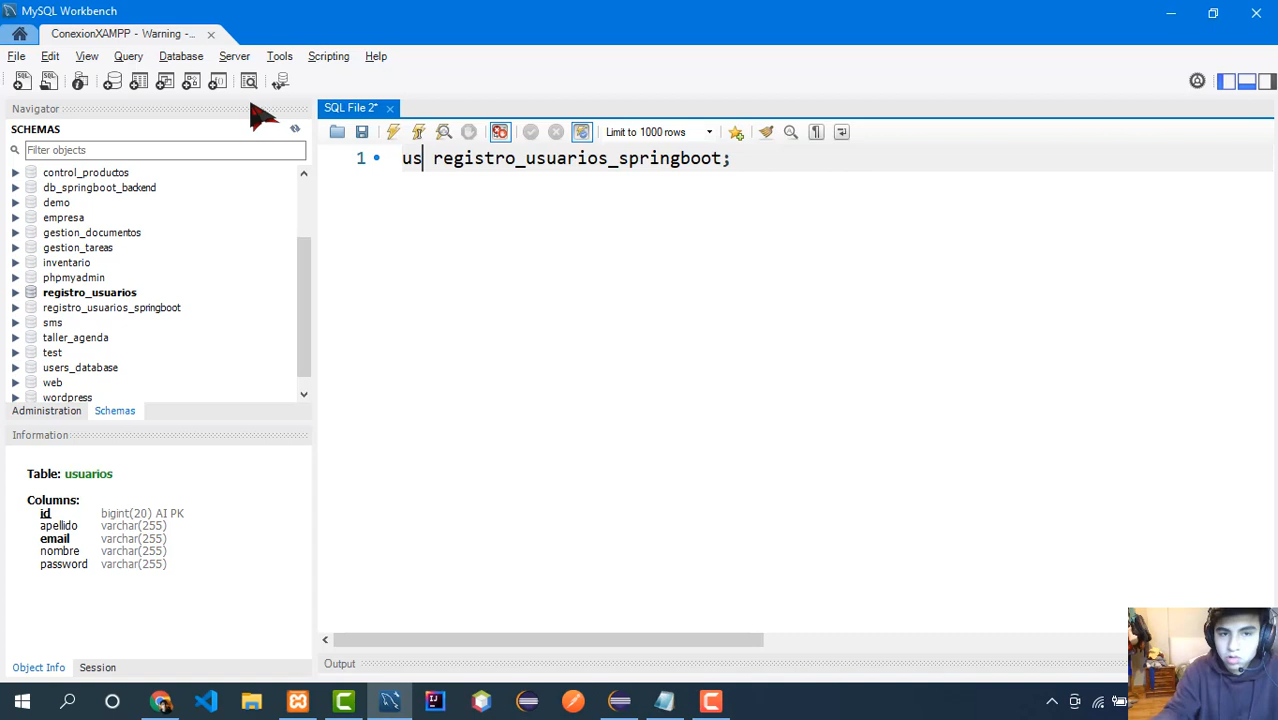 MySQL Workbench
ConexionXAMPP - Warning -...
File Edit View Query Database Server Tools Scripting Help
Navigator
SCHEMAS
Filter objects
control_productos
db_springboot_backend
demo
empresa
gestion_documentos
gestion_tareas
inventario
phpmyadmin
registro_usuarios
registro_usuarios_springboot
sms
taller_agenda
test
users_database
web
wordpress
Administration Schemas
Information
Table: usuarios
Columns:
id bigint(20) AI PK
apellido varchar(255)
email varchar(255)
nombre varchar(255)
password varchar(255)
Object Info Session
SQL File 2*
Limit to 1000 rows
1 us registro_usuarios_springboot;
Output